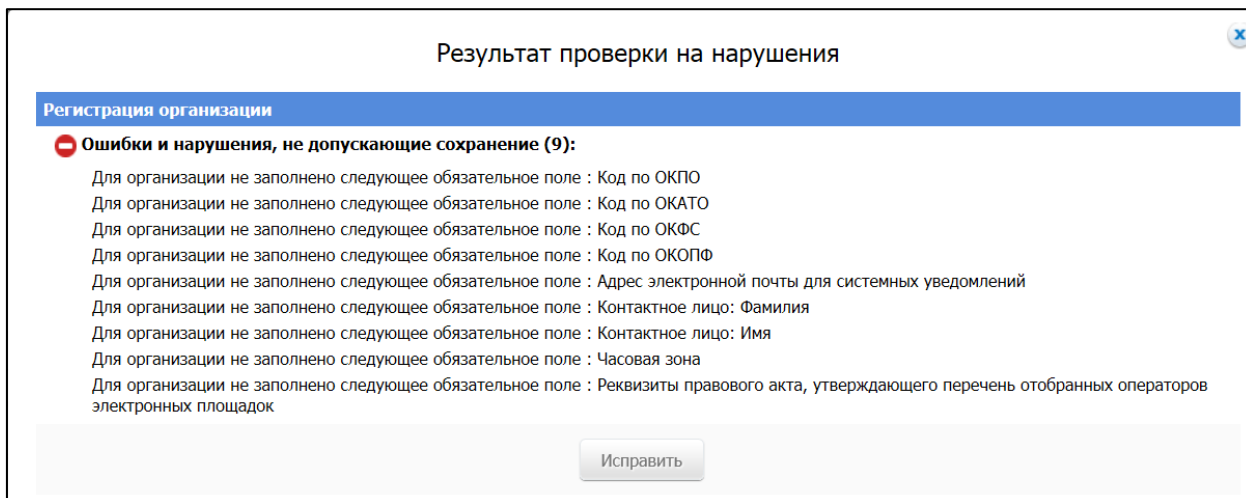 Результат проверки на нарушения
x
Регистрация организации
Ошибки и нарушения, не допускающие сохранение (9):
Для организации не заполнено следующее обязательное поле : Код по ОКПО
Для организации не заполнено следующее обязательное поле : Код по ОКАТО
Для организации не заполнено следующее обязательное поле : Код по ОКФС
Для организации не заполнено следующее обязательное поле : Код по ОКОПФ
Для организации не заполнено следующее обязательное поле : Адрес электронной почты для системных уведомлений
Для организации не заполнено следующее обязательное поле : Контактное лицо: Фамилия
Для организации не заполнено следующее обязательное поле : Контактное лицо: Имя
Для организации не заполнено следующее обязательное поле : Часовая зона
Для организации не заполнено следующее обязательное поле : Реквизиты правового акта, утверждающего перечень отобранных операторов
электронных площадок
Исправить